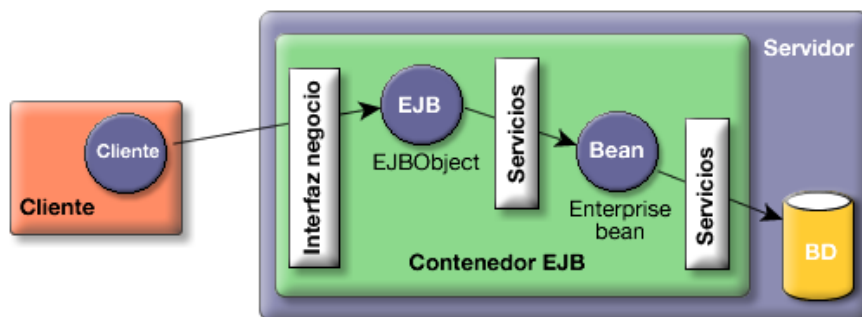 Servidor
Cliente
Cliente
Interfaz negocio
EJB
EJBObject
Servicios
Bean
Enterprise
bean
Servicios
BD
Contenedor EJB